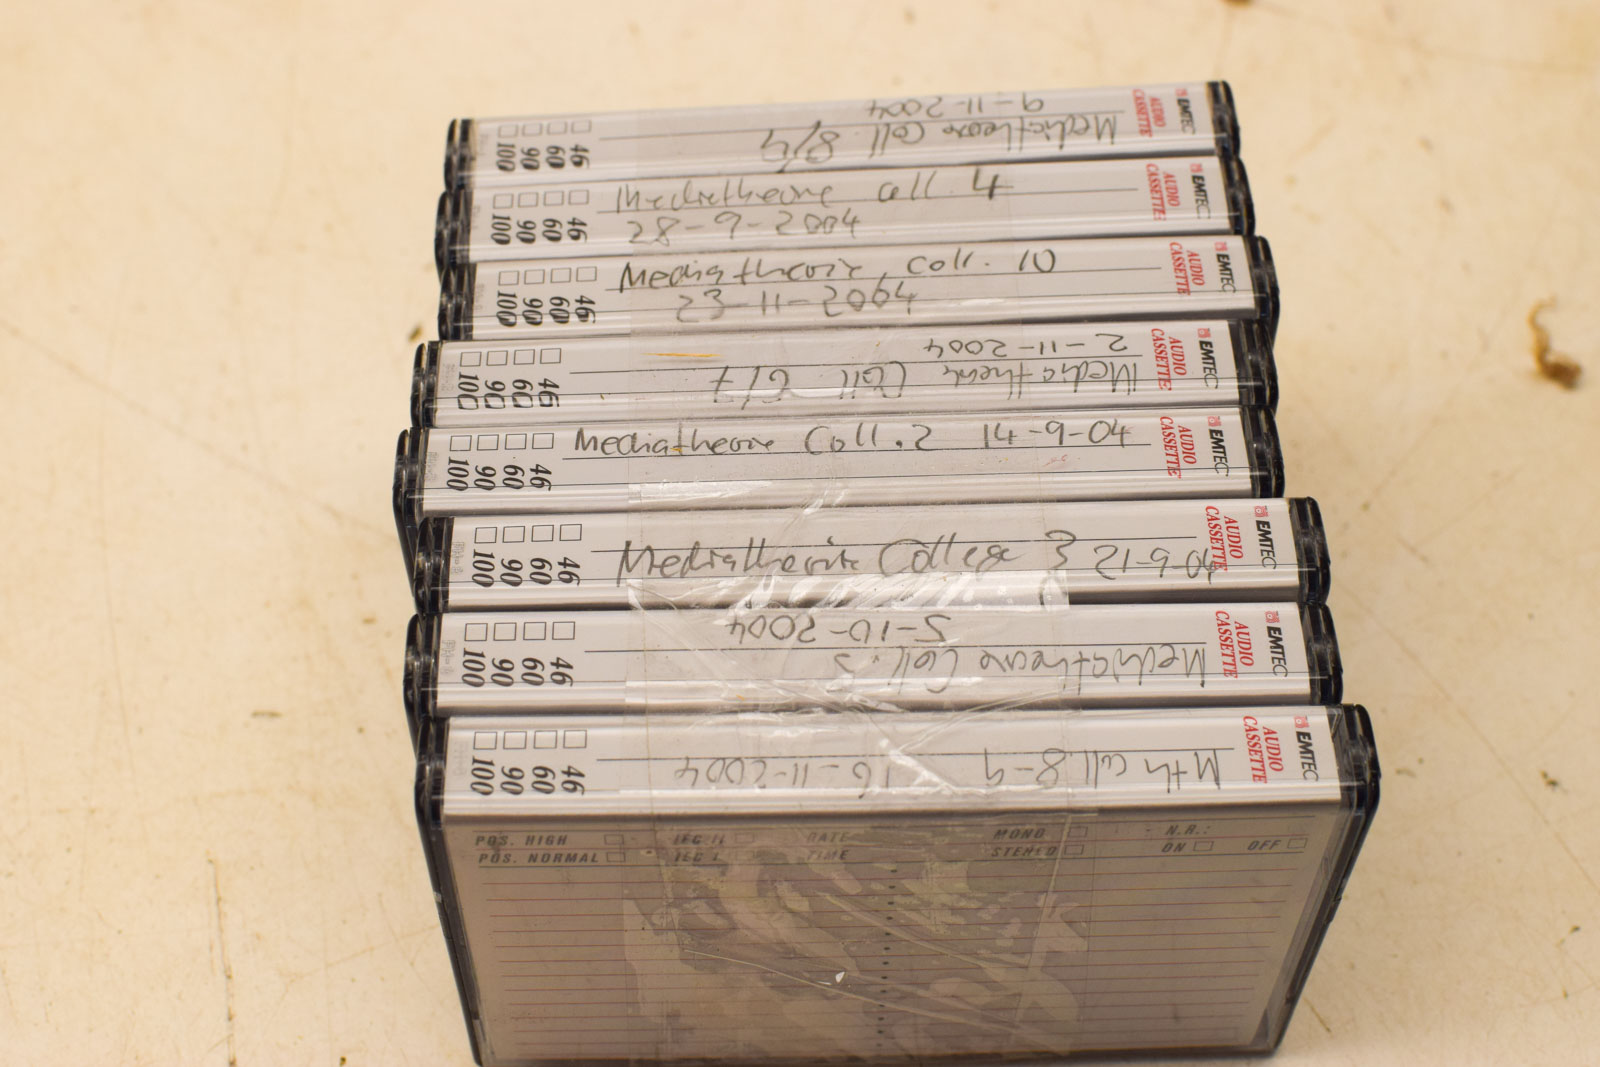 EMTEC
AUDIO
CASSETTE
46
60
90
100
Mediatheorie Coll 8/9
9-11-2004
EMTEC
AUDIO
CASSETTE
46
60
90
100
Mediatheorie coll. 4
28-9-2004
EMTEC
AUDIO
CASSETTE
46
60
90
100
Mediatheorie, Coll. 10
23-11-2004
EMTEC
AUDIO
CASSETTE
46
60
90
100
Mediatheorie Coll 6/7
2-11-2004
EMTEC
AUDIO
CASSETTE
46
60
90
100
Mediatheorie Coll. 2 14-9-04
EMTEC
AUDIO
CASSETTE
46
60
90
100
Mediatheorie College 3 21-9-04
EMTEC
AUDIO
CASSETTE
46
60
90
100
Mediatheorie Coll. 5
5-10-2004
EMTEC
AUDIO
CASSETTE
46
60
90
100
Mth Coll. 8-9 16-11-2004
POS. HIGH IEC II DATE MONO N.R.:
POS. NORMAL IEC I TIME STEREO ON OFF